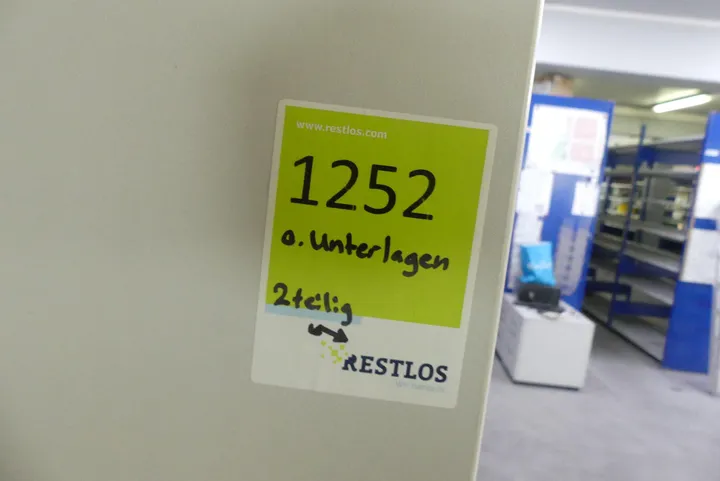 www.restlos.com
1252
o. Unterlagen
2teilig
RESTLOS